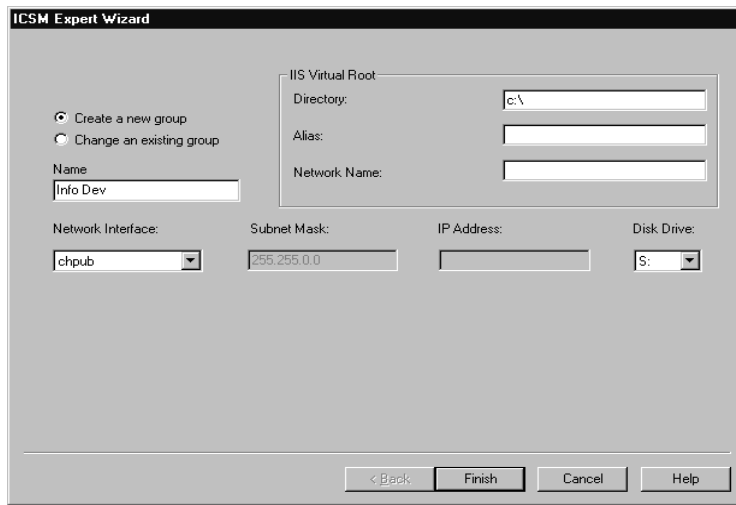 ICSM Expert Wizard
IIS Virtual Root
Directory: c:\
Create a new group
Change an existing group
Alias:
Name
Network Name:
Info Dev
Network Interface: Subnet Mask: IP Address: Disk Drive:
chpub 255.255.0.0 S:
< Back Finish Cancel Help